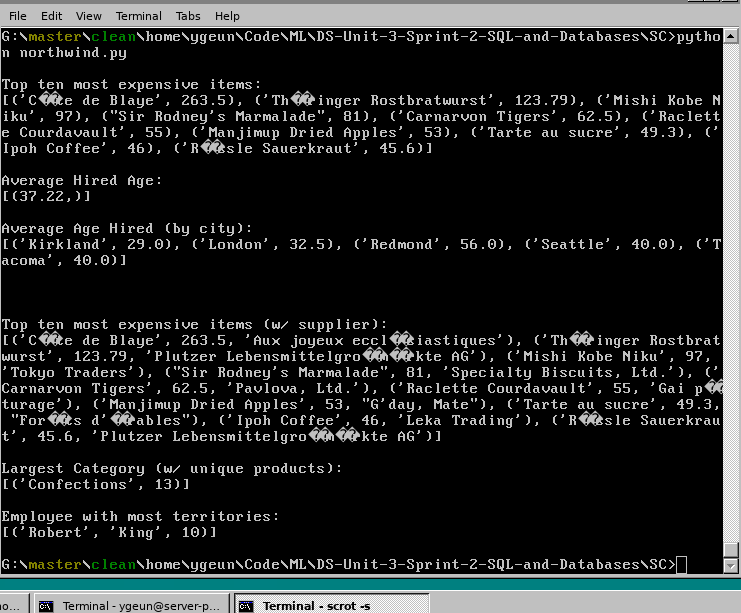 File Edit View Terminal Tabs Help
G:\master\clean\home\ygeun\Code\ML\DS-Unit-3-Sprint-2-SQL-and-Databases\SC>pytho
n northwind.py
Top ten most expensive items:
[('C��te de Blaye', 263.5), ('Th��ringer Rostbratwurst', 123.79), ('Mishi Kobe N
iku', 97), ("Sir Rodney's Marmalade", 81), ('Carnarvon Tigers', 62.5), ('Raclett
e Courdavault', 55), ('Manjimup Dried Apples', 53), ('Tarte au sucre', 49.3), ('
Ipoh Coffee', 46), ('R��ssle Sauerkraut', 45.6)]
Average Hired Age:
[(37.22,)]
Average Age Hired (by city):
[('Kirkland', 29.0), ('London', 32.5), ('Redmond', 56.0), ('Seattle', 40.0), ('T
acoma', 40.0)]
Top ten most expensive items (w/ supplier):
[('C��te de Blaye', 263.5, 'Aux joyeux eccl��siastiques'), ('Th��ringer Rostbrat
wurst', 123.79, 'Plutzer Lebensmittelgro��m��rkte AG'), ('Mishi Kobe Niku', 97,
'Tokyo Traders'), ("Sir Rodney's Marmalade", 81, 'Specialty Biscuits, Ltd.'), ('
Carnarvon Tigers', 62.5, 'Pavlova, Ltd.'), ('Raclette Courdavault', 55, 'Gai p��
turage'), ('Manjimup Dried Apples', 53, "G'day, Mate"), ('Tarte au sucre', 49.3,
"For��ts d'��rables"), ('Ipoh Coffee', 46, 'Leka Trading'), ('R��ssle Sauerkrau
t', 45.6, 'Plutzer Lebensmittelgro��m��rkte AG')]
Largest Category (w/ unique products):
[('Confections', 13)]
Employee with most territories:
[('Robert', 'King', 10)]
G:\master\clean\home\ygeun\Code\ML\DS-Unit-3-Sprint-2-SQL-and-Databases\SC>
no... Terminal - ygeun@server-p... Terminal - scrot -s